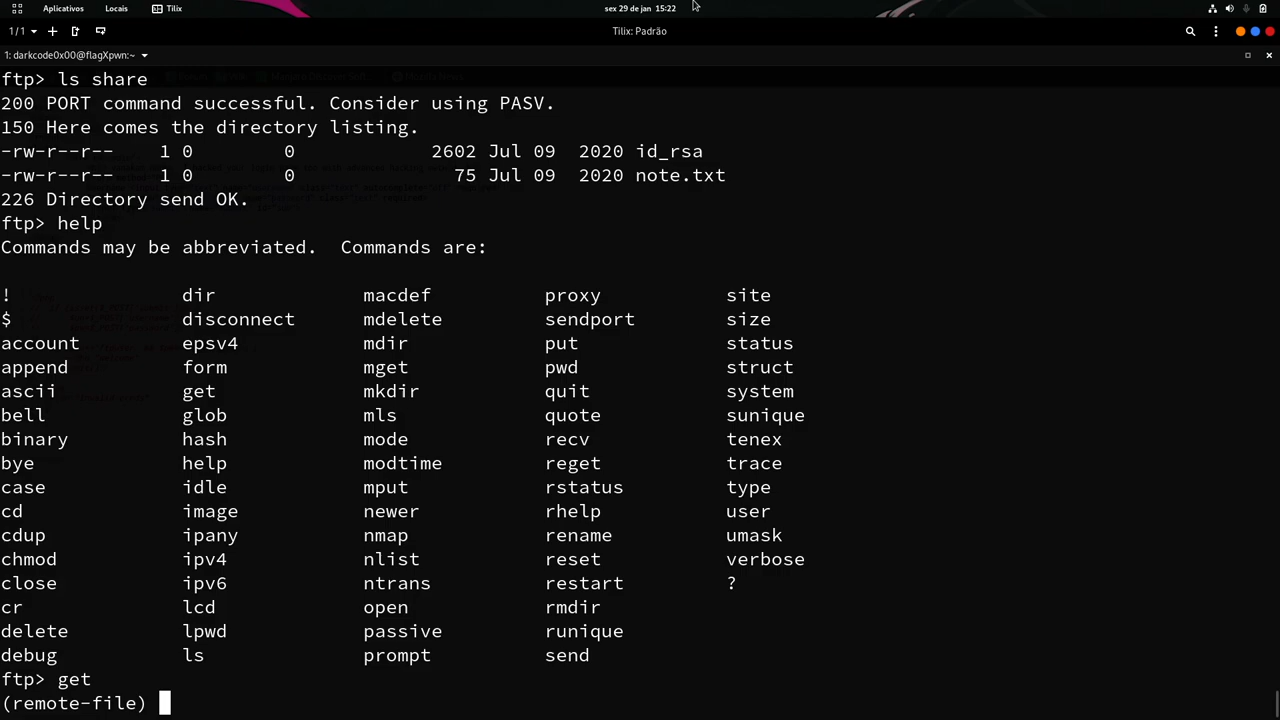 Aplicativos Locais Tilix sex 29 de jan 15:22
1/1 Tilix: Padrão
1: darkcode0x00@flagXpwn:~
ftp> ls share
200 PORT command successful. Consider using PASV.
150 Here comes the directory listing.
-rw-r--r-- 1 0 0 2602 Jul 09 2020 id_rsa
-rw-r--r-- 1 0 0 75 Jul 09 2020 note.txt
226 Directory send OK.
ftp> help
Commands may be abbreviated. Commands are:
! dir macdef proxy site
$ disconnect mdelete sendport size
account epsv4 mdir put status
append form mget pwd struct
ascii get mkdir quit system
bell glob mls quote sunique
binary hash mode recv tenex
bye help modtime reget trace
case idle mput rstatus type
cd image newer rhelp user
cdup ipany nmap rename umask
chmod ipv4 nlist reset verbose
close ipv6 ntrans restart ?
cr lcd open rmdir
delete lpwd passive runique
debug ls prompt send
ftp> get
(remote-file)